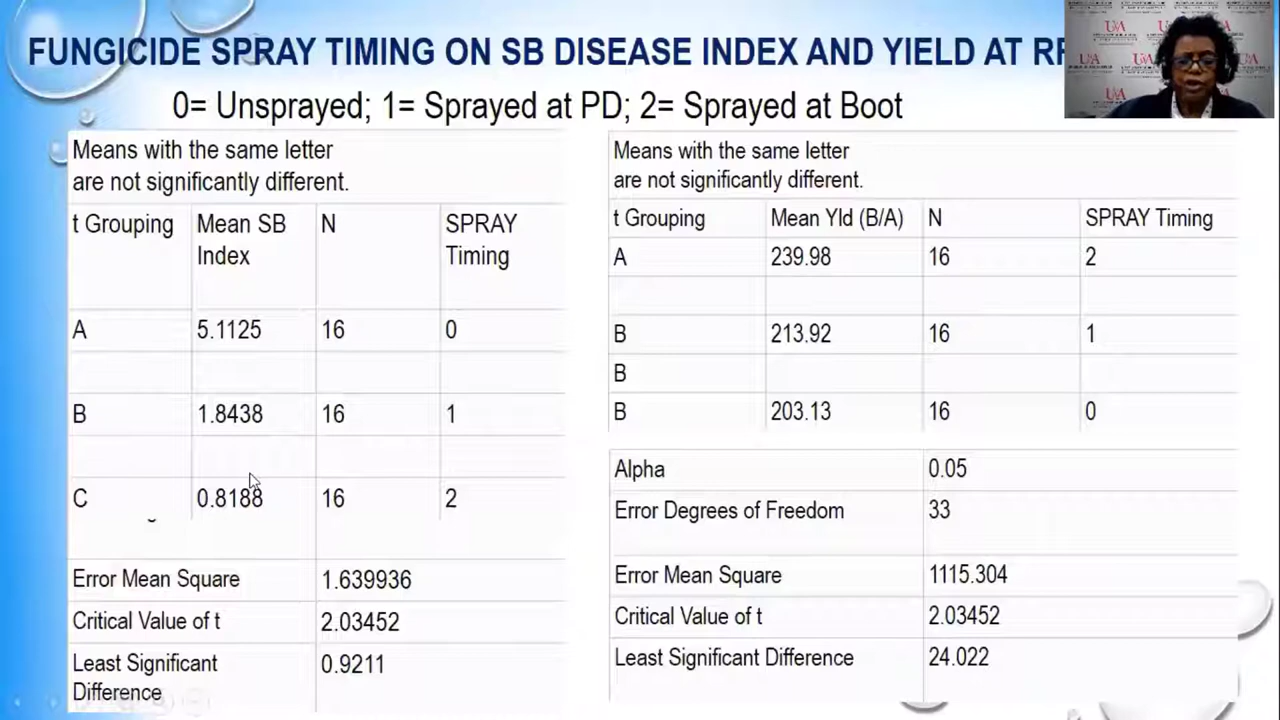 FUNGICIDE SPRAY TIMING ON SB DISEASE INDEX AND YIELD AT
0= Unsprayed; 1= Sprayed at PD; 2= Sprayed at Boot
Means with the same letter
are not significantly different.
t Grouping Mean SB Index N SPRAY Timing
A 5.1125 16 0
B 1.8438 16 1
C 0.8188 16 2
Error Mean Square 1.639936
Critical Value of t 2.03452
Least Significant Difference 0.9211
Means with the same letter
are not significantly different.
t Grouping Mean Yld (B/A) N SPRAY Timing
A 239.98 16 2
B 213.92 16 1
B
B 203.13 16 0
Alpha 0.05
Error Degrees of Freedom 33
Error Mean Square 1115.304
Critical Value of t 2.03452
Least Significant Difference 24.022